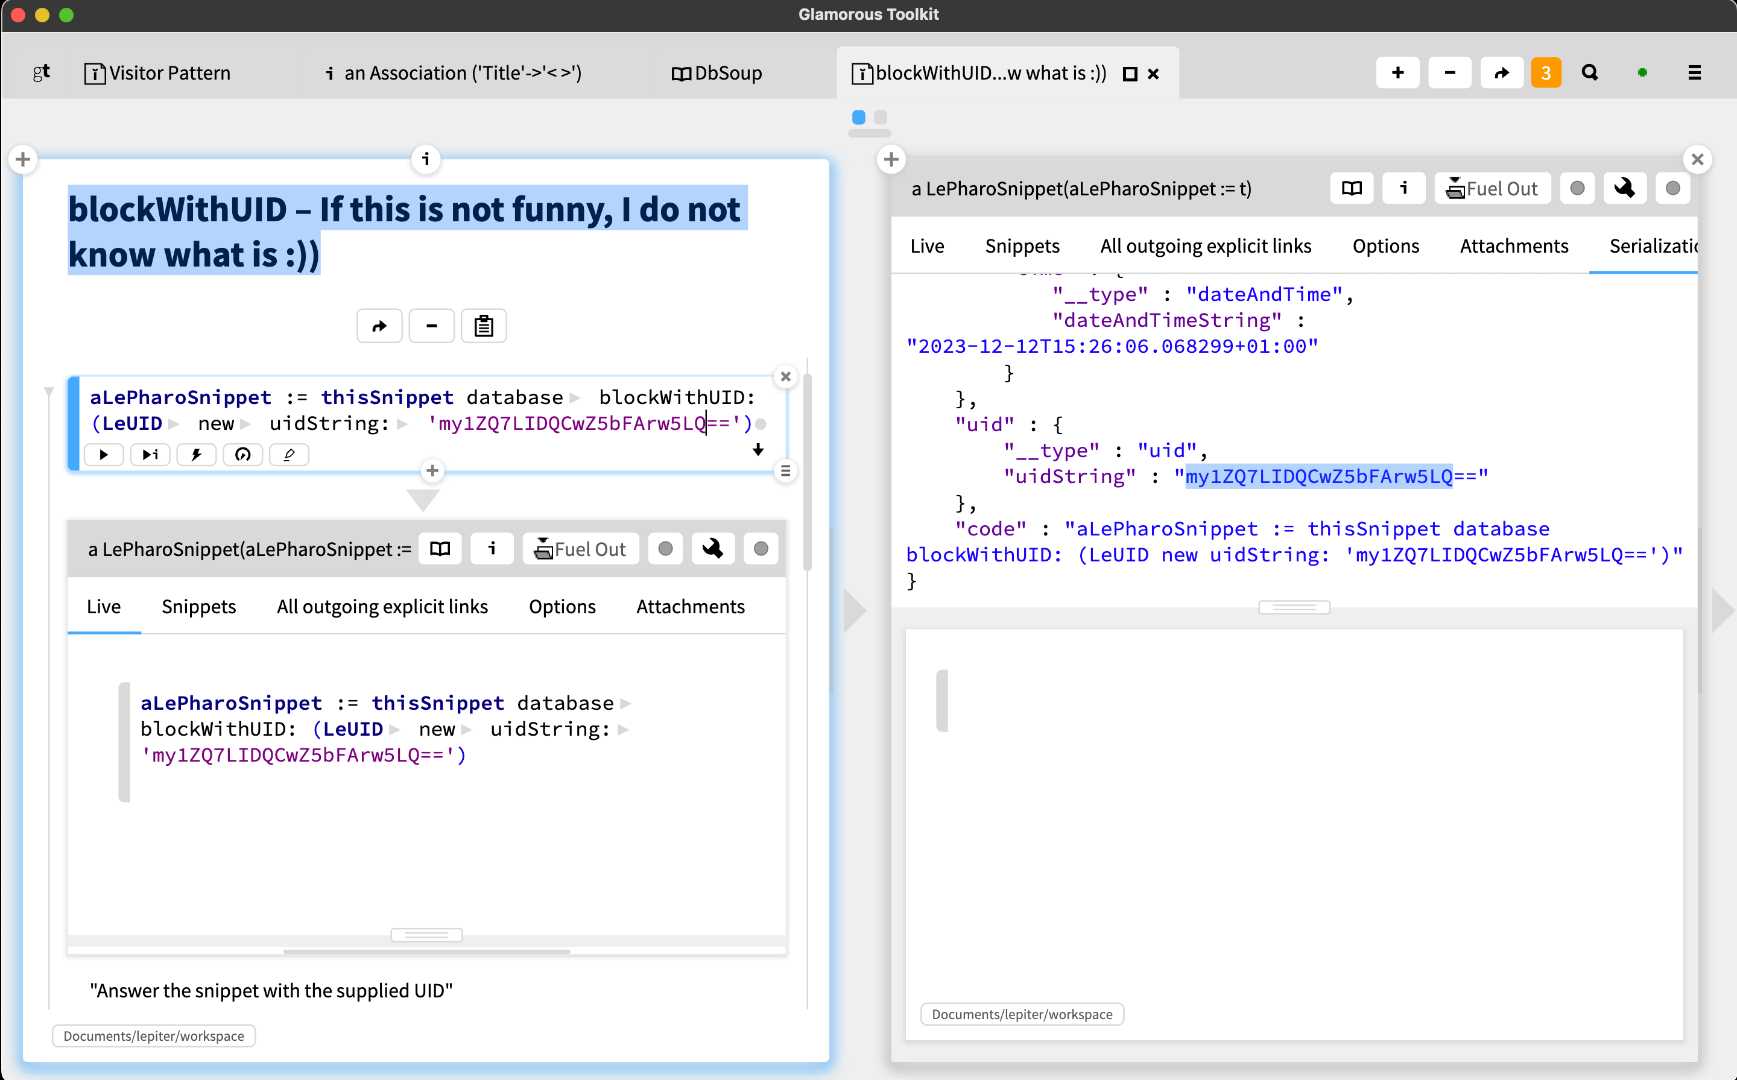 Glamorous Toolkit
gt
Visitor Pattern
i an Association ('Title'->'<>')
DbSoup
blockWithUID...w what is :))
3
i
blockWithUID – If this is not funny, I do not
know what is :))
aLePharoSnippet := thisSnippet database blockWithUID:
(LeUID new uidString: 'my1ZQ7LIDQCwZ5bFArw5LQ==')
i
a LePharoSnippet(aLePharoSnippet :=
i
Fuel Out
Live
Snippets
All outgoing explicit links
Options
Attachments
aLePharoSnippet := thisSnippet database
blockWithUID: (LeUID new uidString:
'my1ZQ7LIDQCwZ5bFArw5LQ==')
"Answer the snippet with the supplied UID"
Documents/lepiter/workspace
a LePharoSnippet(aLePharoSnippet := t)
i
Fuel Out
Live
Snippets
All outgoing explicit links
Options
Attachments
Serializatio
"__type" : "dateAndTime",
"dateAndTimeString" :
"2023-12-12T15:26:06.068299+01:00"
}
},
"uid" : {
"__type" : "uid",
"uidString" : "my1ZQ7LIDQCwZ5bFArw5LQ=="
},
"code" : "aLePharoSnippet := thisSnippet database
blockWithUID: (LeUID new uidString: 'my1ZQ7LIDQCwZ5bFArw5LQ==')"
}
Documents/lepiter/workspace